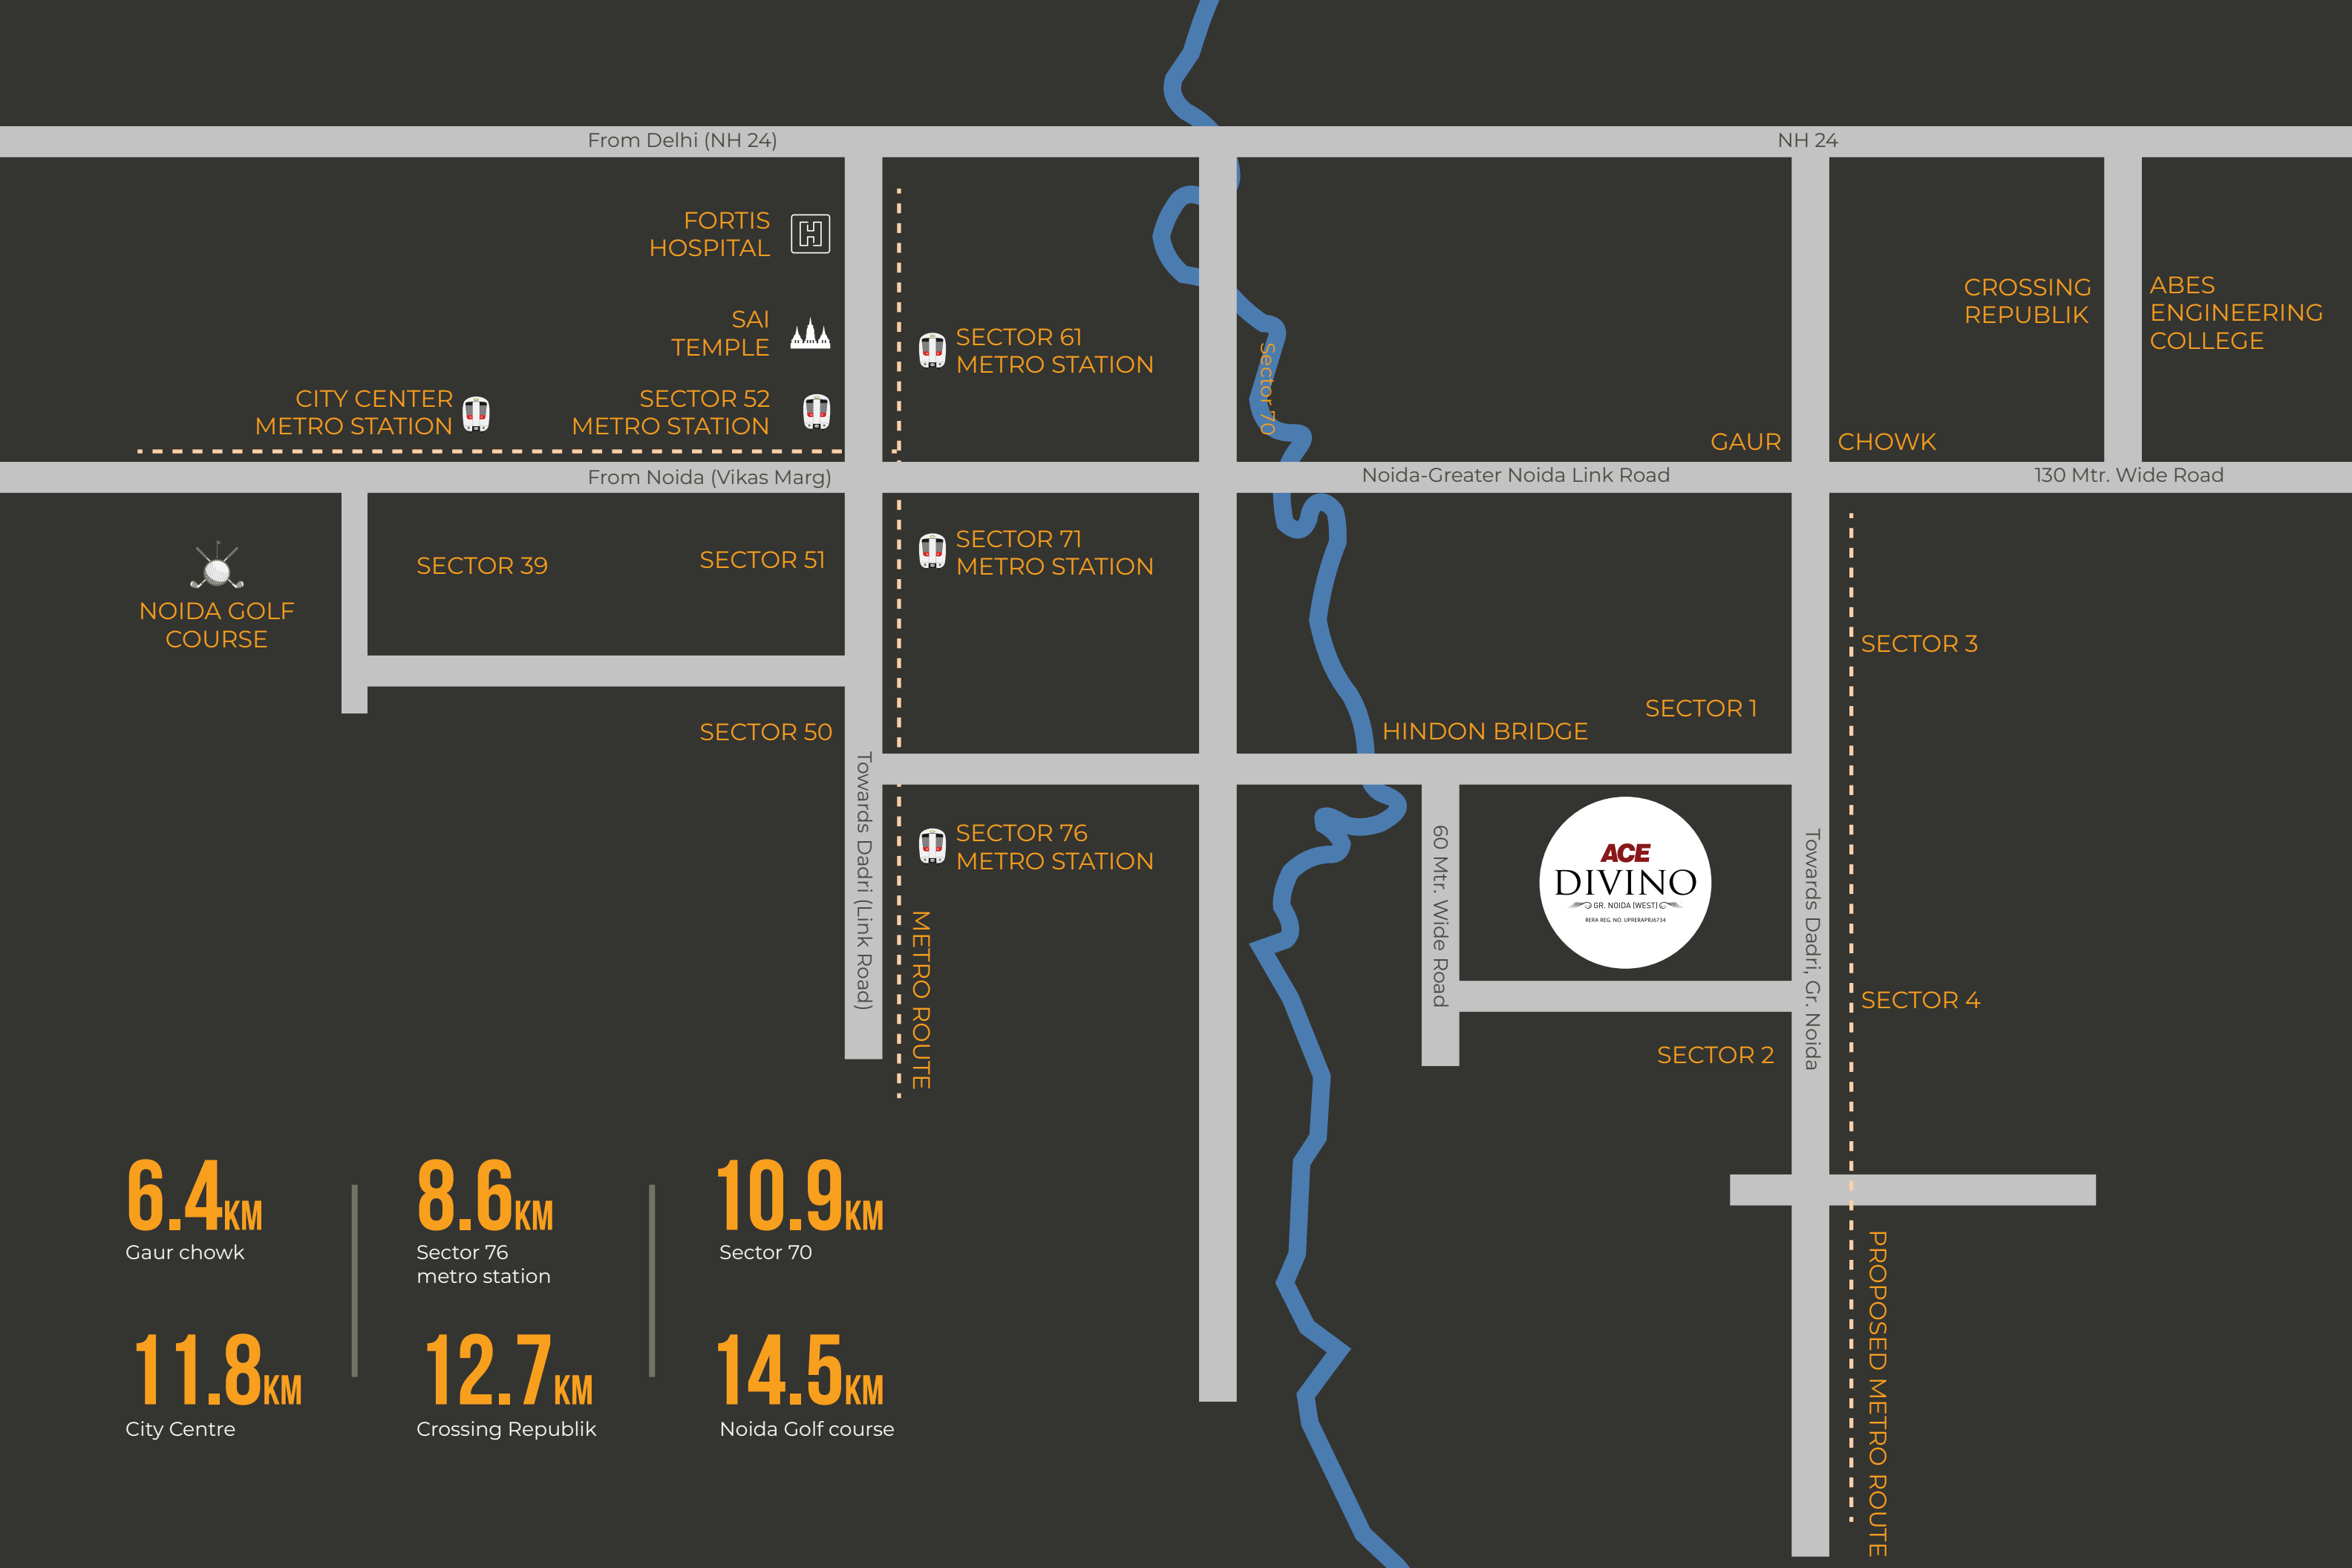 From Delhi (NH 24)
NH 24
FORTIS
HOSPITAL
SAI
TEMPLE
CITY CENTER
METRO STATION
SECTOR 52
METRO STATION
SECTOR 61
METRO STATION
Sector 70
CROSSING
REPUBLIK
ABES
ENGINEERING
COLLEGE
GAUR
CHOWK
From Noida (Vikas Marg)
Noida-Greater Noida Link Road
130 Mtr. Wide Road
NOIDA GOLF
COURSE
SECTOR 39
SECTOR 51
SECTOR 71
METRO STATION
SECTOR 3
SECTOR 50
HINDON BRIDGE
SECTOR 1
Towards Dadri (Link Road)
SECTOR 76
METRO STATION
METRO ROUTE
60 Mtr. Wide Road
ACE
DIVINO
GR. NOIDA (WEST)
RERA REG. NO. UPRERAPRJ6734
Towards Dadri, Gr. Noida
SECTOR 4
SECTOR 2
PROPOSED METRO ROUTE
6.4KM
Gaur chowk
8.6KM
Sector 76
metro station
10.9KM
Sector 70
11.8KM
City Centre
12.7KM
Crossing Republik
14.5KM
Noida Golf course